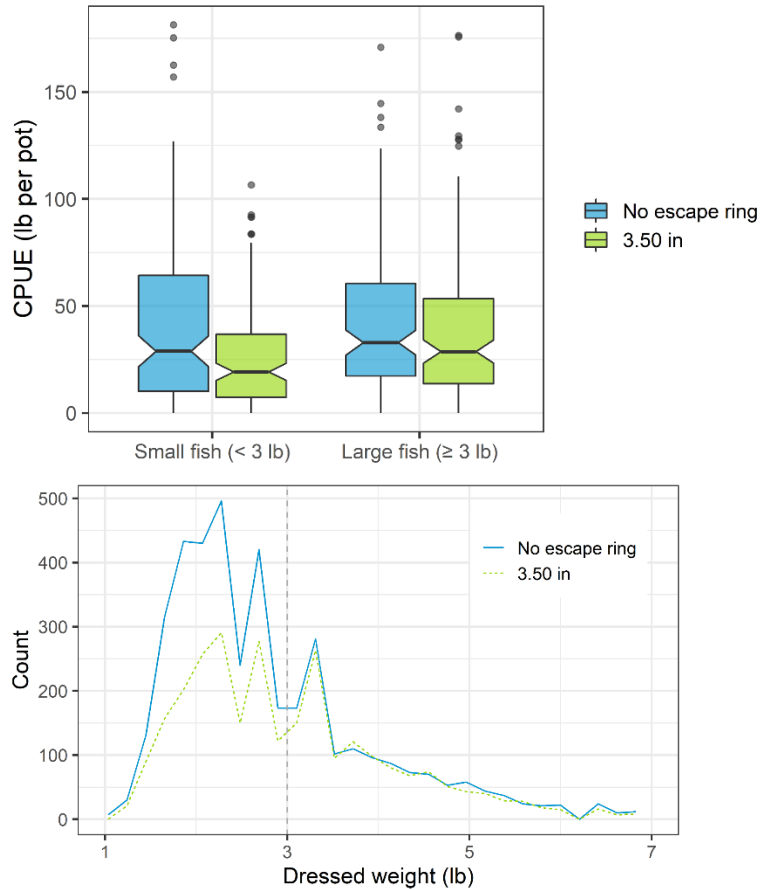 CPUE (lb per pot)
150
100
50
0
Small fish (< 3 lb)
Large fish (≥ 3 lb)
No escape ring
3.50 in
Count
500
400
300
200
100
0
No escape ring
3.50 in
1
3
5
7
Dressed weight (lb)